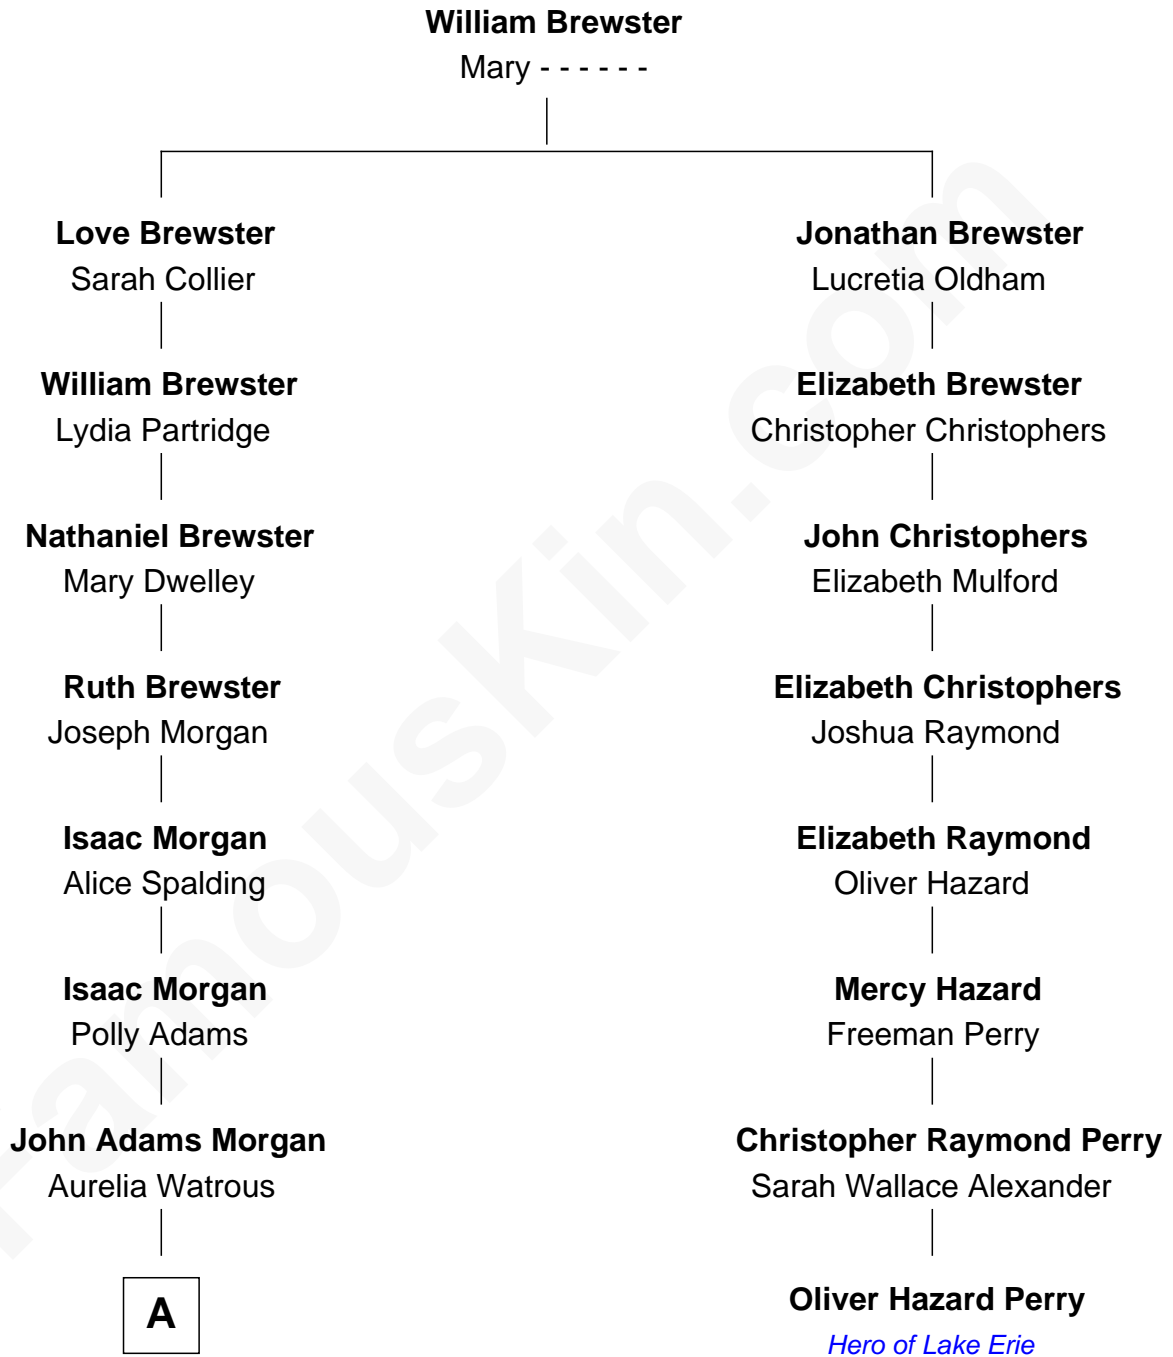 William Brewster
Mary - - - - - -
Love Brewster
Sarah Collier
William Brewster
Lydia Partridge
Nathaniel Brewster
Mary Dwelley
Ruth Brewster
Joseph Morgan
Isaac Morgan
Alice Spalding
Isaac Morgan
Polly Adams
John Adams Morgan
Aurelia Watrous
A
Jonathan Brewster
Lucretia Oldham
Elizabeth Brewster
Christopher Christophers
John Christophers
Elizabeth Mulford
Elizabeth Christophers
Joshua Raymond
Elizabeth Raymond
Oliver Hazard
Mercy Hazard
Freeman Perry
Christopher Raymond Perry
Sarah Wallace Alexander
Oliver Hazard Perry
Hero of Lake Erie
FamousKin.com